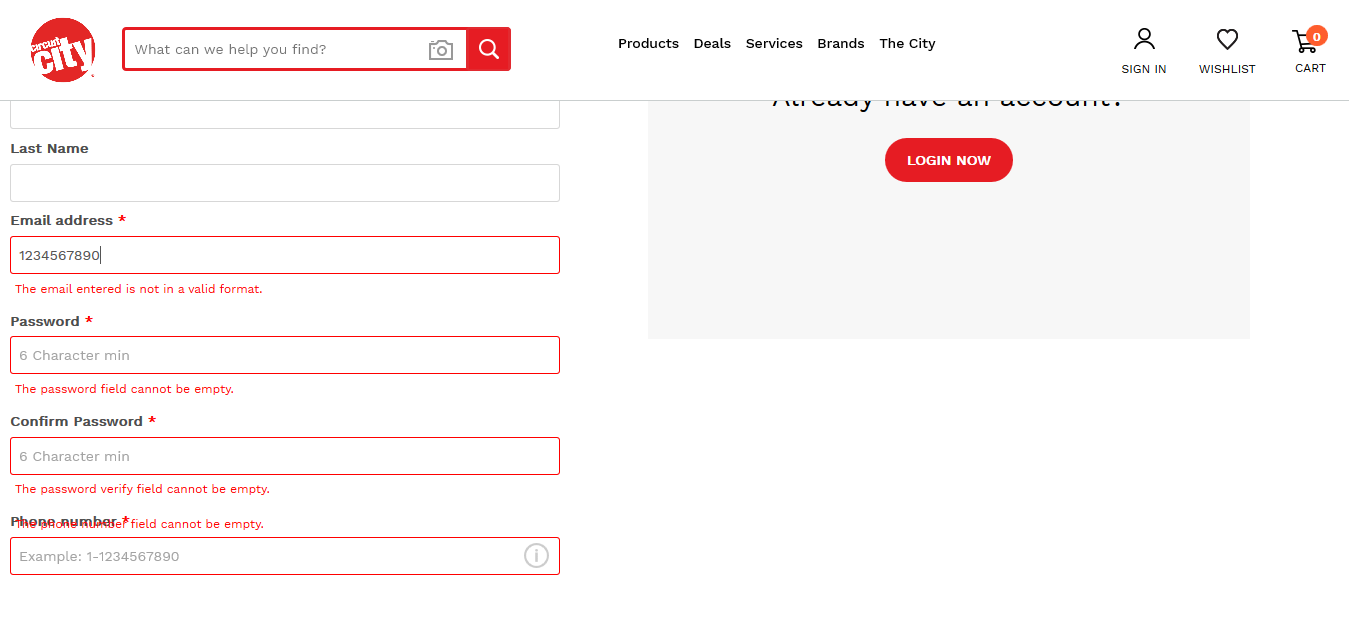 circuit
city
What can we help you find?
Products
Deals
Services
Brands
The City
SIGN IN
WISHLIST
0
CART
Already have an account?
LOGIN NOW
Last Name
Email address *
1234567890
The email entered is not in a valid format.
Password *
6 Character min
The password field cannot be empty.
Confirm Password *
6 Character min
The password verify field cannot be empty.
Phone number *
The phone number field cannot be empty.
Example: 1-1234567890